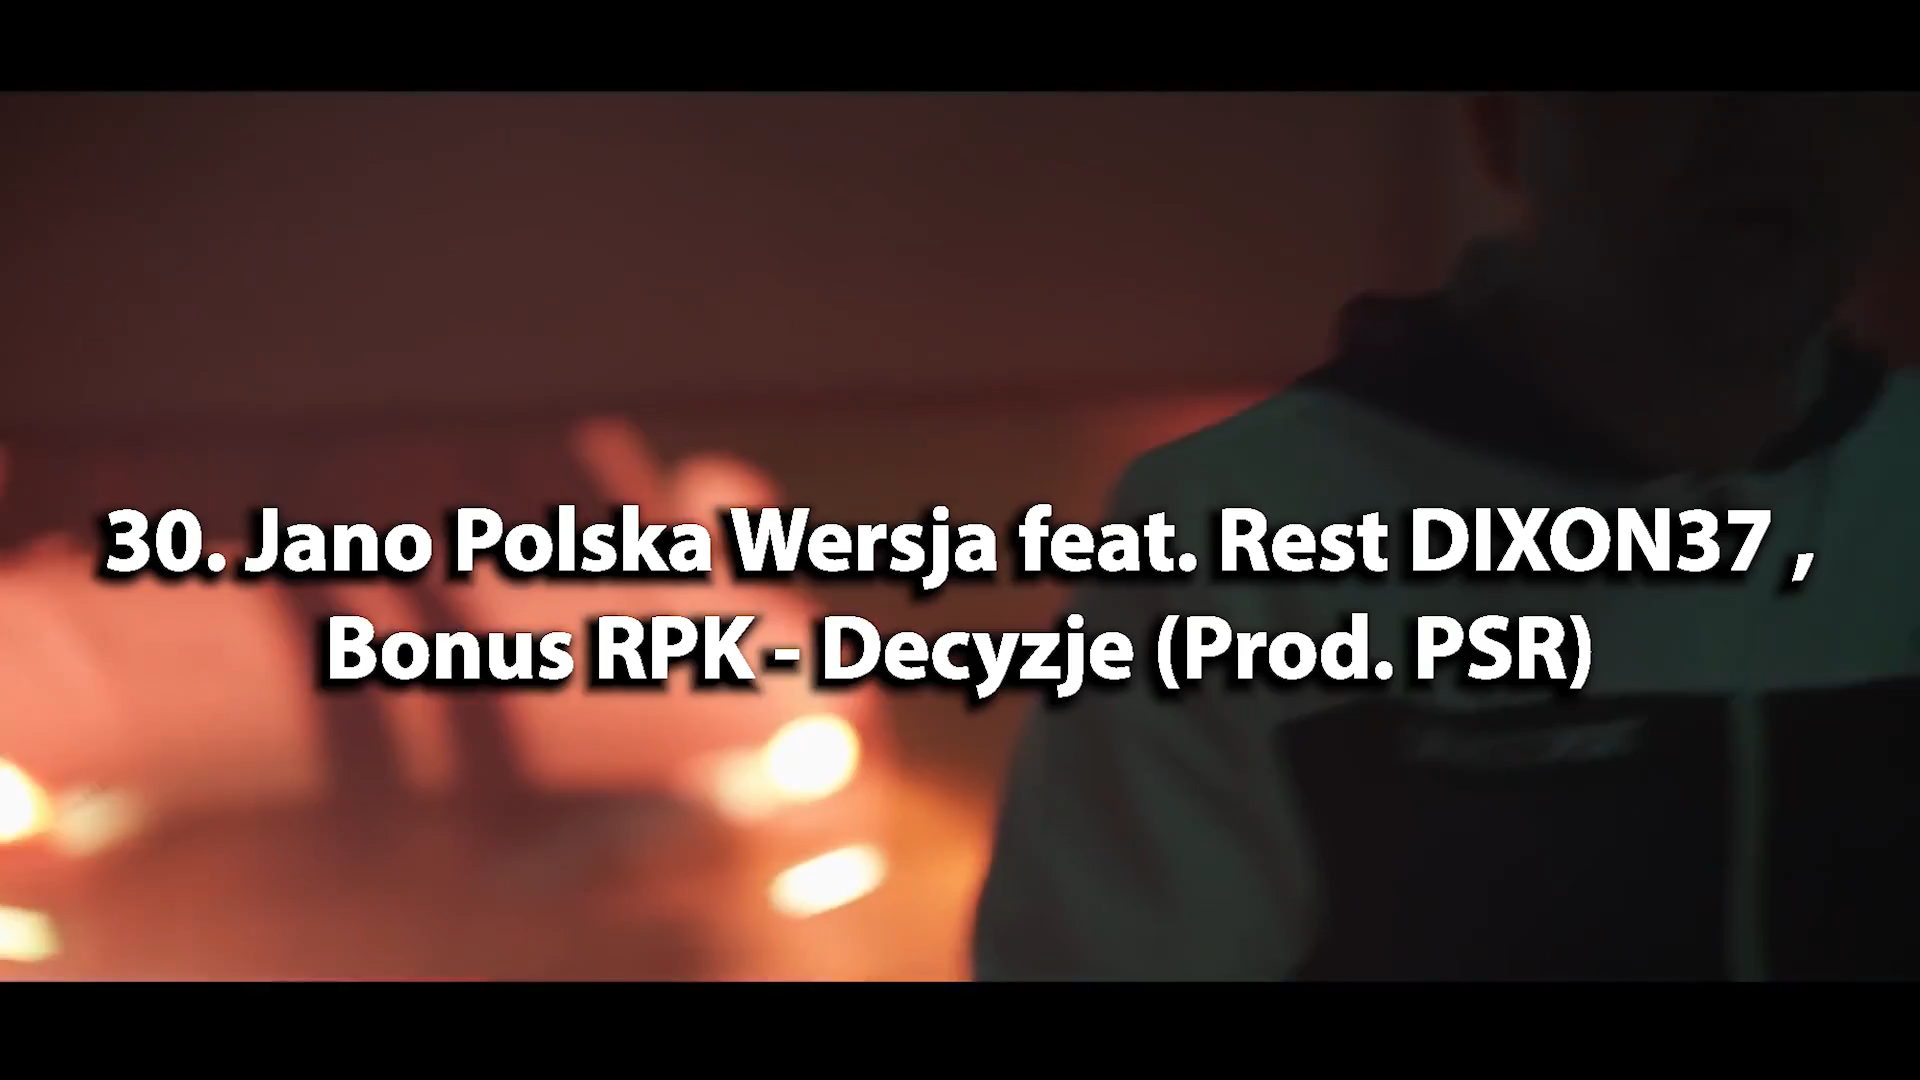 30. Jano Polska Wersja feat. Rest DIXON37 ,
Bonus RPK - Decyzje (Prod. PSR)